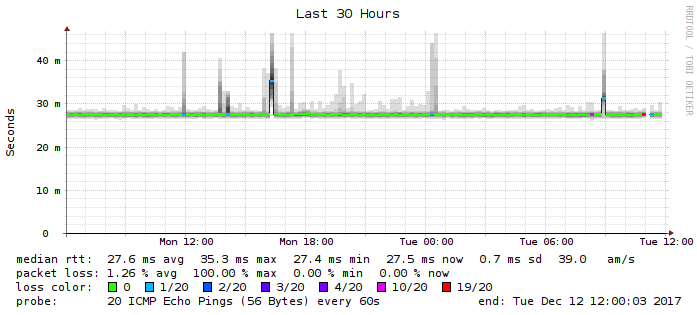 Last 30 Hours
RRDTOOL / TOBI OETIKER
Seconds
40 m
30 m
20 m
10 m
0
Mon 12:00 Mon 18:00 Tue 00:00 Tue 06:00 Tue 12:00
median rtt: 27.6 ms avg 35.3 ms max 27.4 ms min 27.5 ms now 0.7 ms sd 39.0 am/s
packet loss: 1.26 % avg 100.00 % max 0.00 % min 0.00 % now
loss color: 0 1/20 2/20 3/20 4/20 10/20 19/20
probe: 20 ICMP Echo Pings (56 Bytes) every 60s end: Tue Dec 12 12:00:03 2017